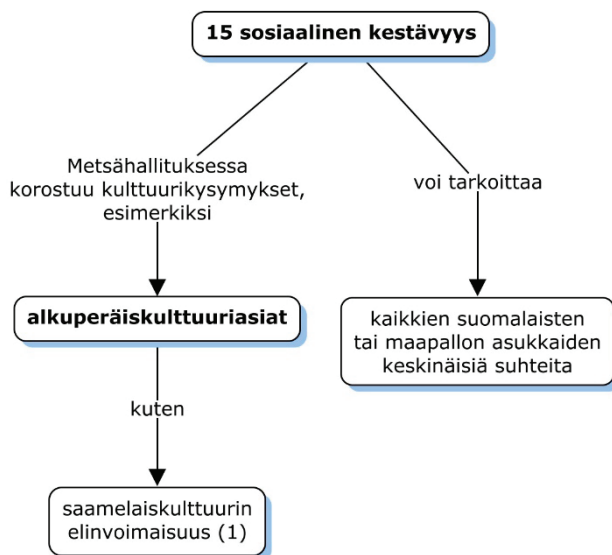 15 sosiaalinen kestävyys
Metsähallituksessa
korostuu kulttuurikysymykset,
esimerkiksi
voi tarkoittaa
alkuperäiskulttuuriasiat
kaikkien suomalaisten
tai maapallon asukkaiden
keskinäisiä suhteita
kuten
saamelaiskulttuurin
elinvoimaisuus (1)